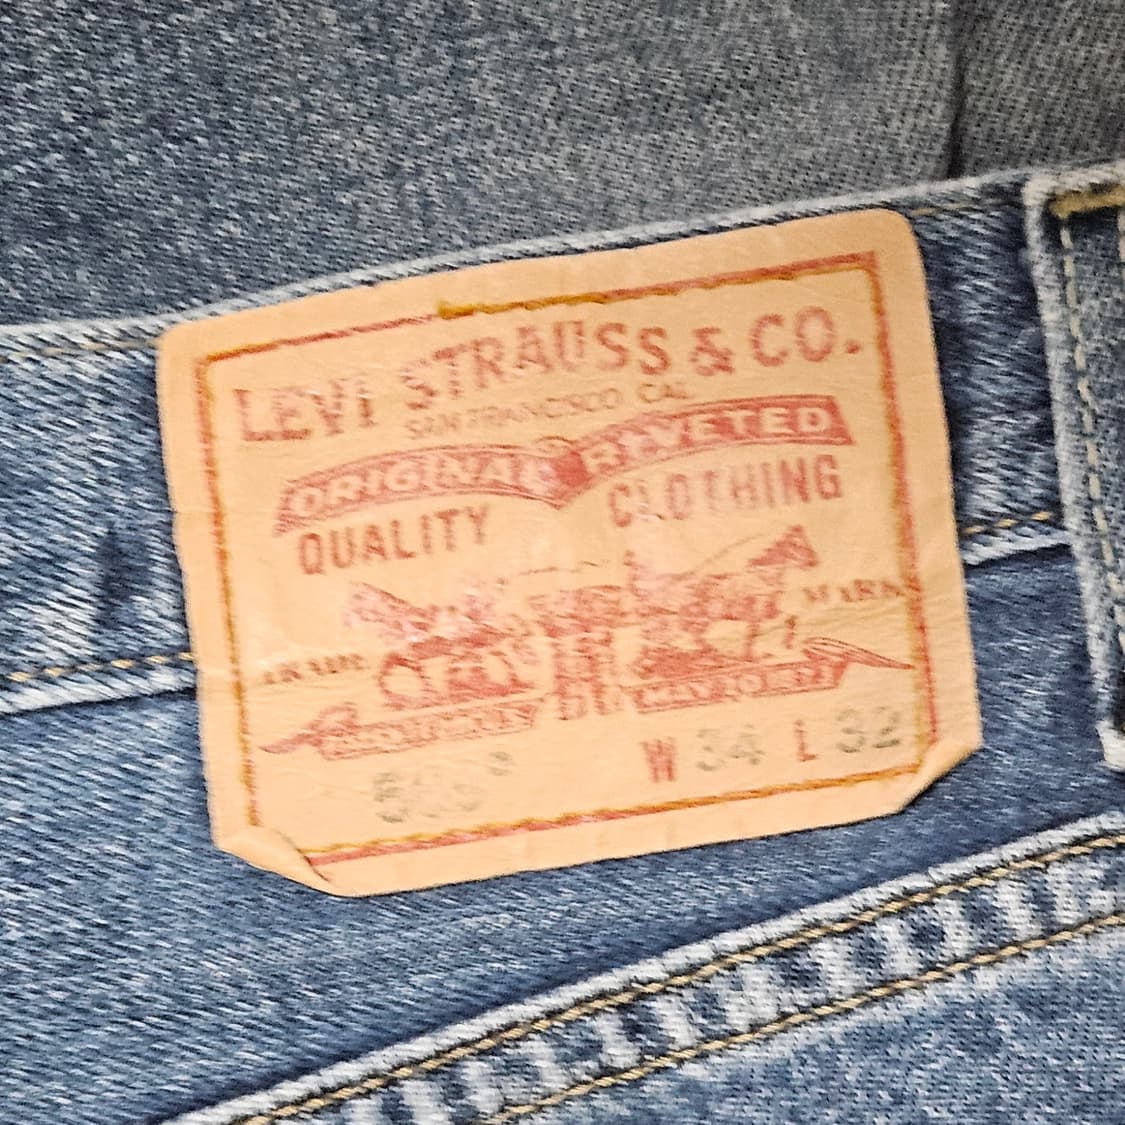 LEVI STRAUSS & CO.
SAN FRANCISCO CAL
ORIGINAL RIVETED
QUALITY CLOTHING
TRADE MARK
W 34 L 32